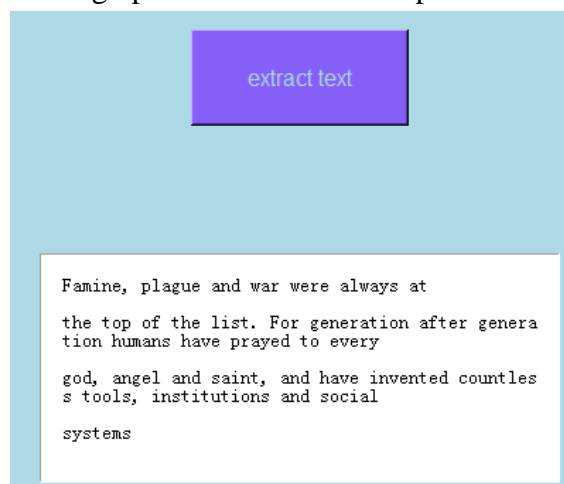 extract text
Famine, plague and war were always at
the top of the list. For generation after genera
tion humans have prayed to every
god, angel and saint, and have invented countles
s tools, institutions and social
systems